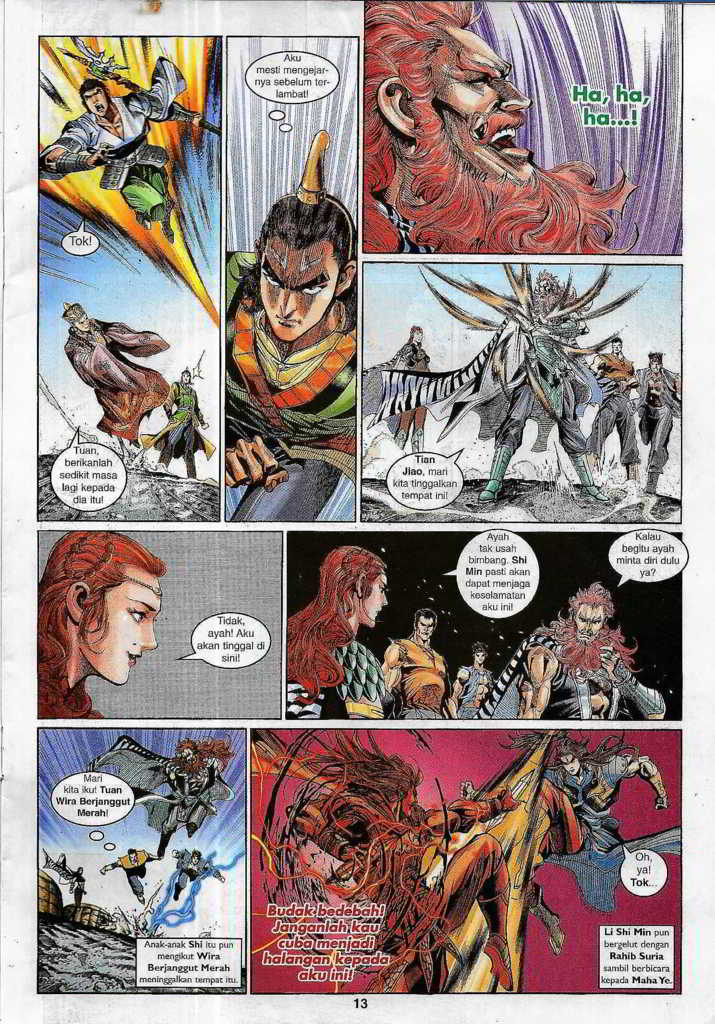 Tok!
Tuan,
berikanlah
sedikit masa
lagi kepada
dia itu!
Aku
mesti mengejar-
nya sebelum ter-
lambat!
Ha, ha,
ha...!
Tian
Jiao, mari
kita tinggalkan
tempat ini!
Tidak,
ayah! Aku
akan tinggal di
sini!
Ayah
tak usah
bimbang. Shi
Min pasti akan
dapat menjaga
keselamatan
aku ini!
Kalau
begitu ayah
minta diri dulu
ya?
Mari
kita ikut Tuan
Wira Berjanggut
Merah!
Anak-anak Shi itu pun
mengikut Wira
Berjanggut Merah
meninggalkan tempat itu.
Budak bedebah!
Janganlah kau
cuba menjadi
halangan kepada
aku ini!
Oh,
ya!
Tok...
Li Shi Min pun
bergelut dengan
Rahib Suria
sambil berbicara
kepada Maha Ye.
13